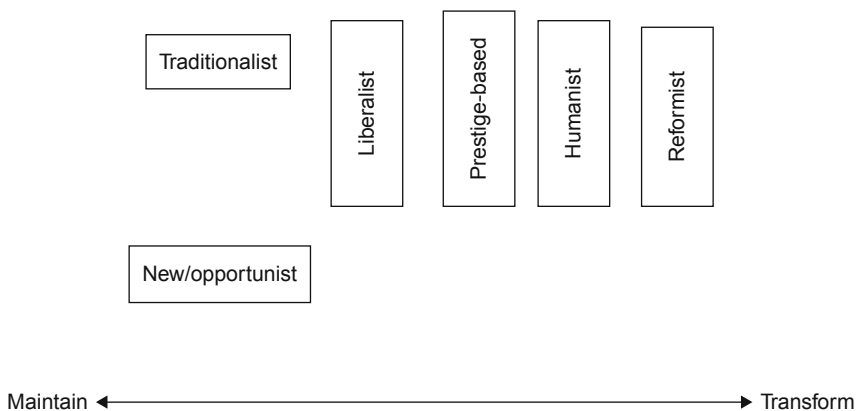 Traditionalist
Liberalist
Prestige-based
Humanist
Reformist
New/opportunist
Maintain
Transform